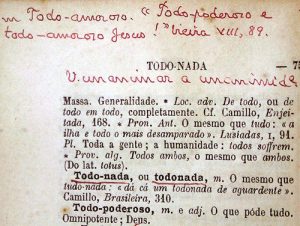 m Todo-amoroso. "Todo-poderoso e
todo-amoroso Jesus!" Vieira XIII, 89.
TODO-NADA
V. unanimar a unanimid.e
Massa. Generalidade. * Loc. adv. De todo, ou de
todo em todo, completamente. Cf. Camillo, Enjei-
tada, 168. * Pron. Ant. O mesmo que tudo: «a
ilha e todo o mais desamparado». Lusíadas, I, 91.
Pl. Toda a gente; a humanidade: todos soffrem.
* Prov. alg. Todos ambos, o mesmo que ambos.
(Do lat. totus).
Todo-nada, ou todonada, m. O mesmo que
tudo-nada: «dá cá um todonada de aguardente».
Camillo, Brasileira, 310.
Todo-poderoso, m. e adj. O que póde tudo.
Omnipotente; Deus.